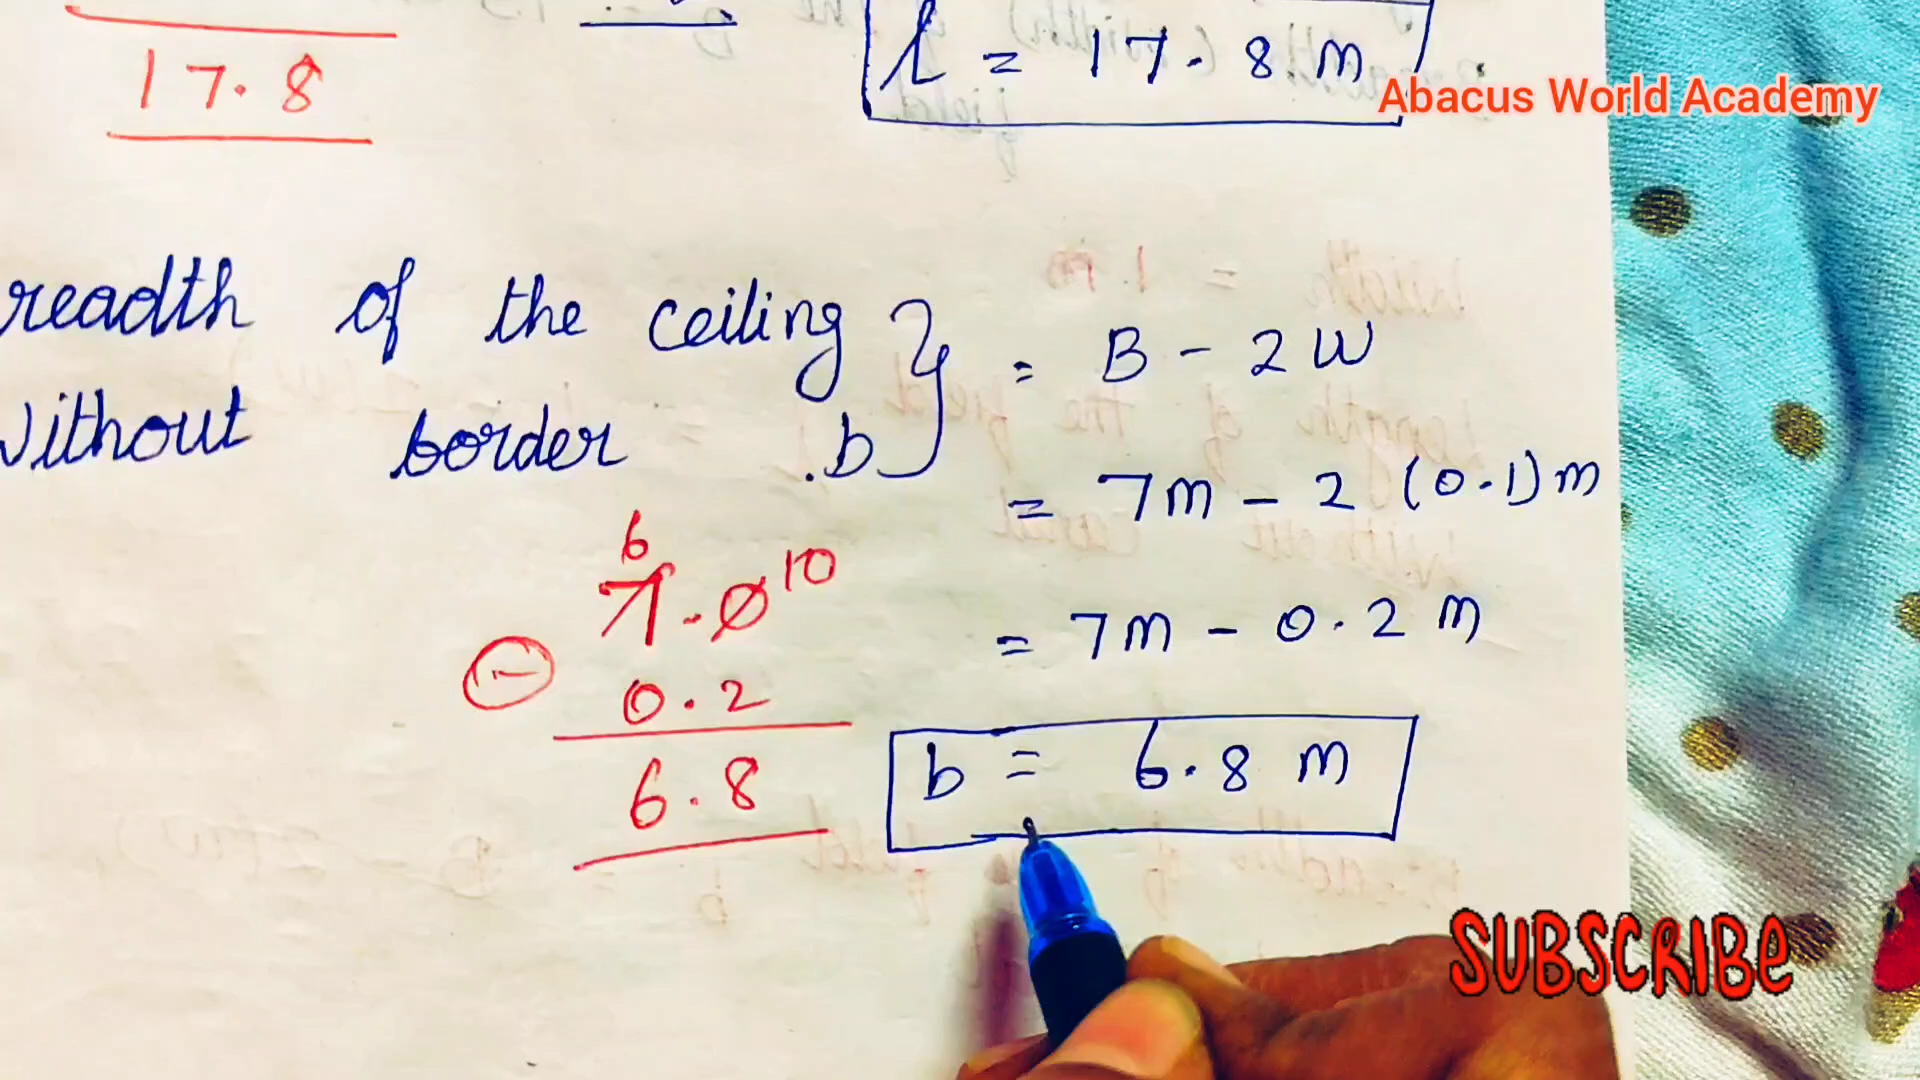 17.8
l = 17.8 m
Abacus World Academy
readth of the ceiling } = B - 2W
without border .b
= 7m - 2 (0.1)m
6
7.0 10
= 7m - 0.2 m
(-) 0.2
6.8
b = 6.8 m
SUBSCRIBE